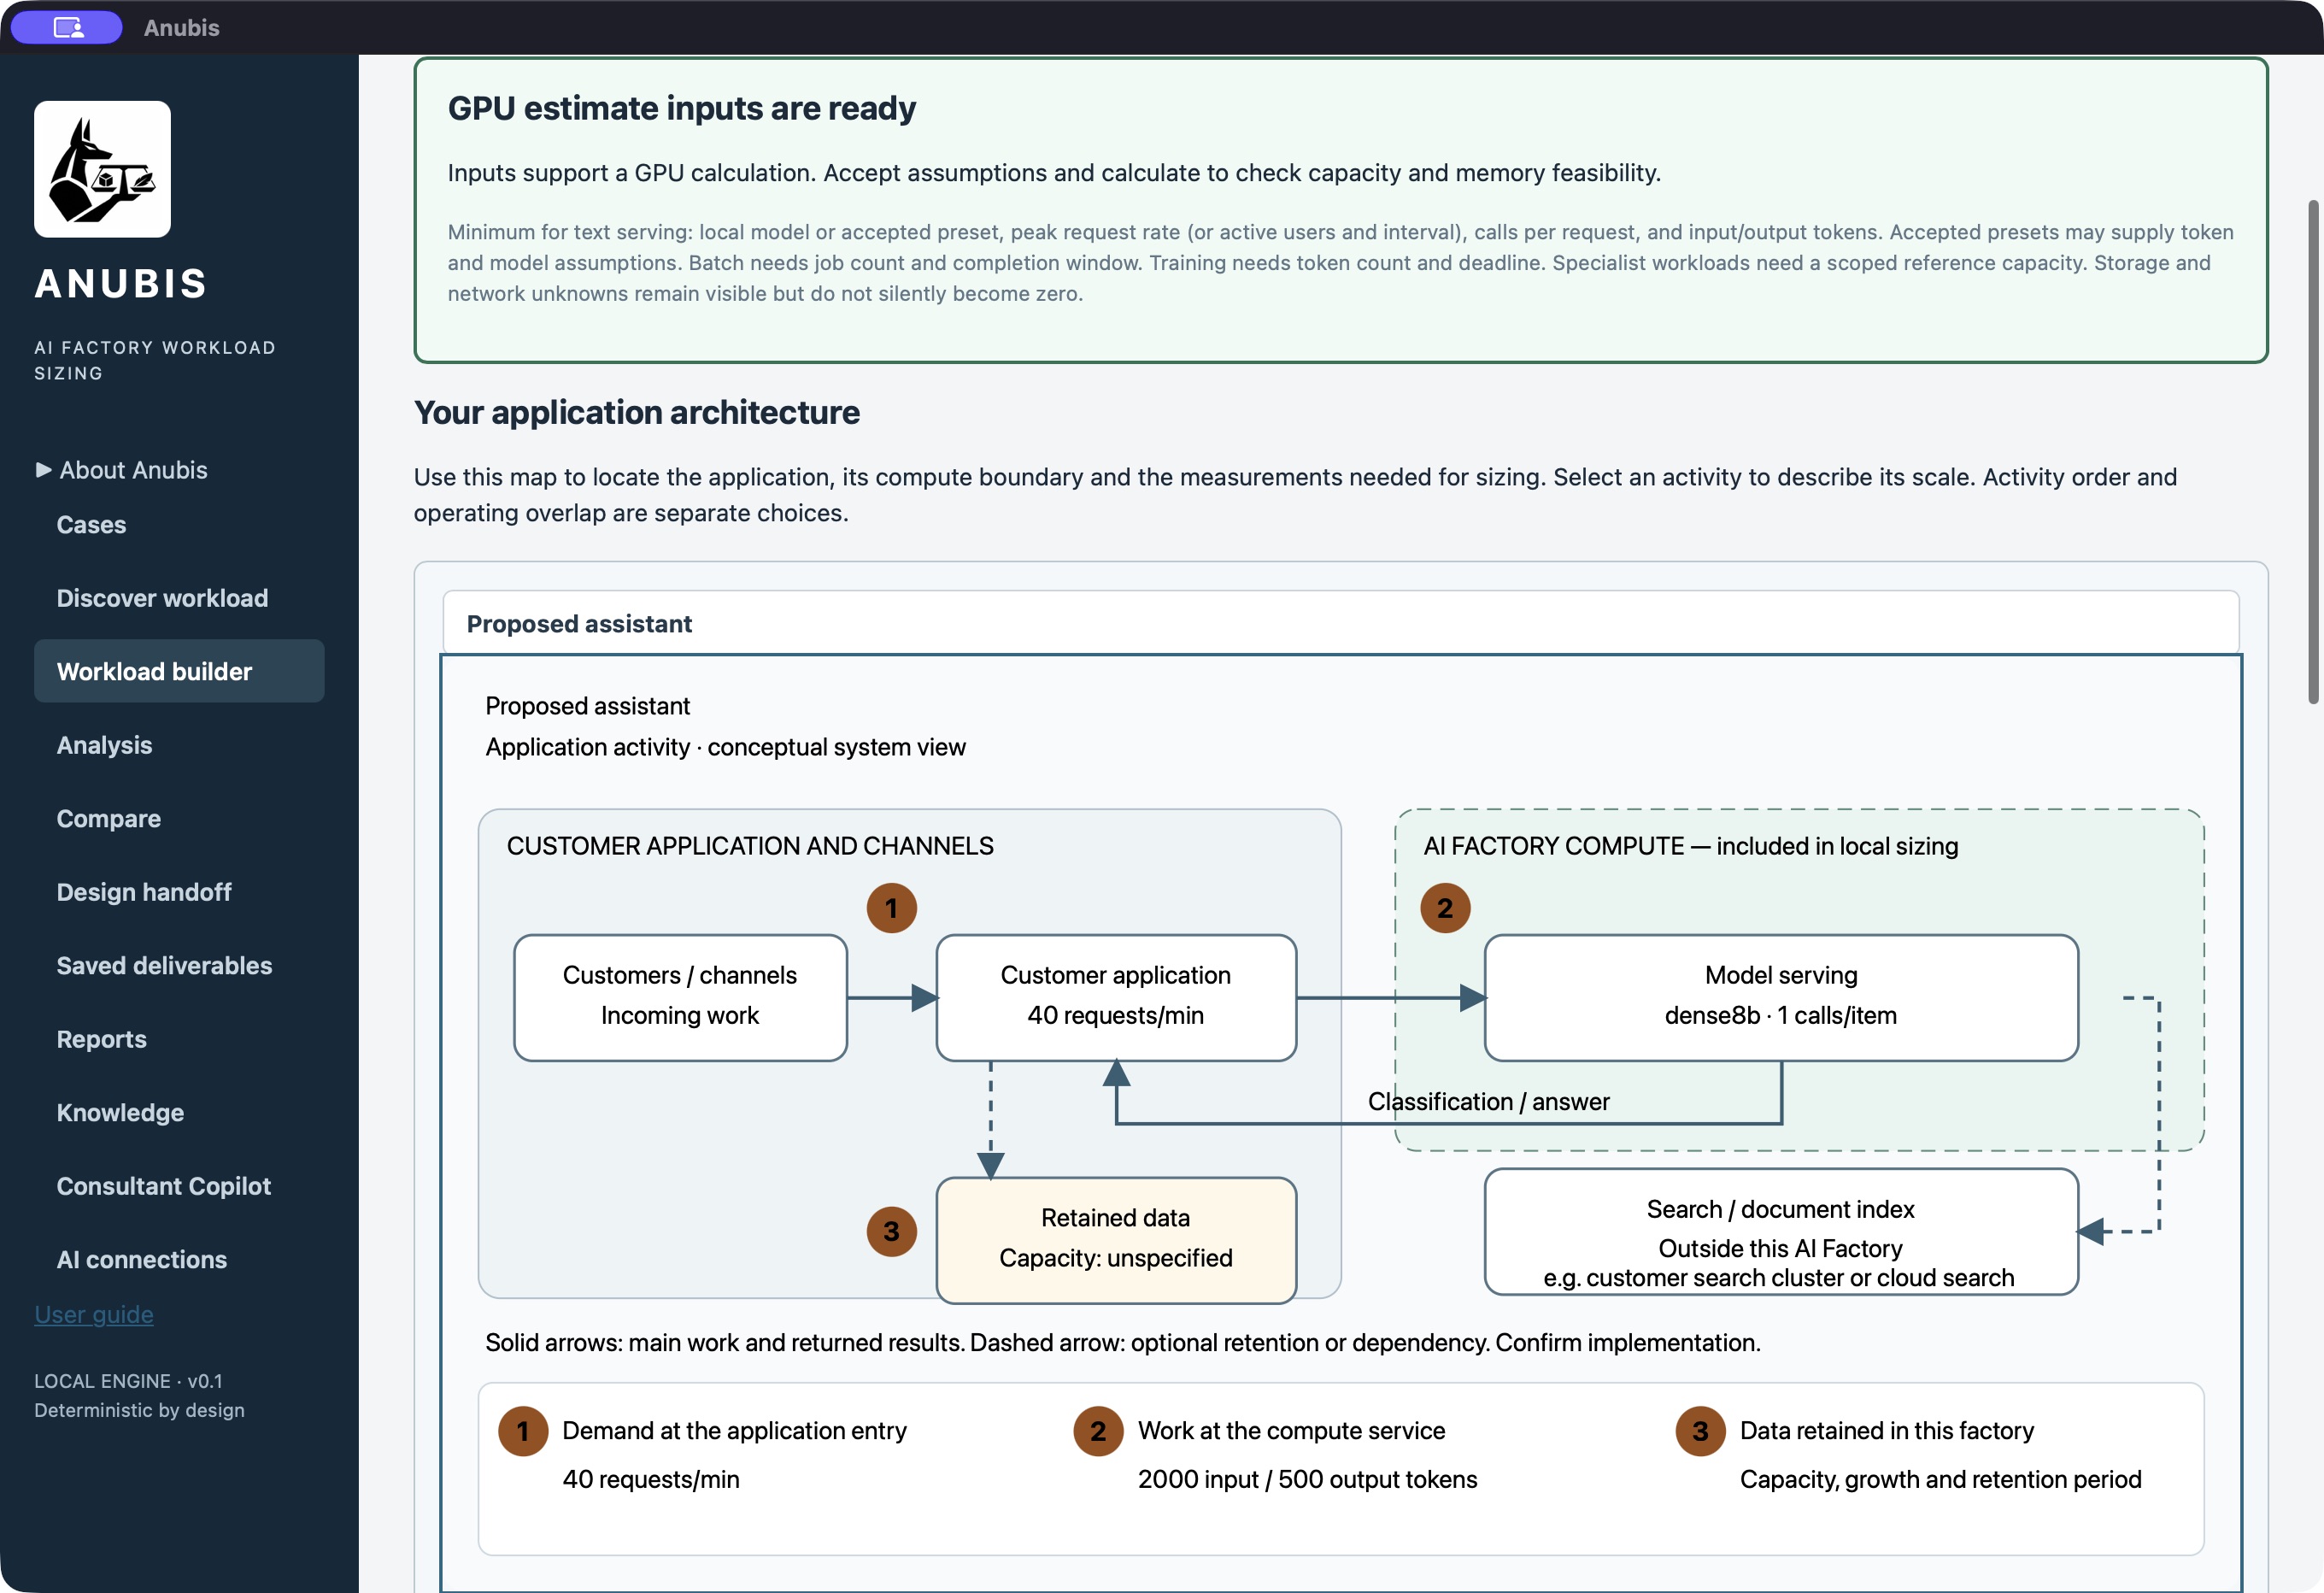 Anubis
ANUBIS
AI FACTORY WORKLOAD
SIZING
About Anubis
Cases
Discover workload
Workload builder
Analysis
Compare
Design handoff
Saved deliverables
Reports
Knowledge
Consultant Copilot
AI connections
User guide
LOCAL ENGINE · v0.1
Deterministic by design
GPU estimate inputs are ready
Inputs support a GPU calculation. Accept assumptions and calculate to check capacity and memory feasibility.
Minimum for text serving: local model or accepted preset, peak request rate (or active users and interval), calls per request, and input/output tokens. Accepted presets may supply token
and model assumptions. Batch needs job count and completion window. Training needs token count and deadline. Specialist workloads need a scoped reference capacity. Storage and
network unknowns remain visible but do not silently become zero.
Your application architecture
Use this map to locate the application, its compute boundary and the measurements needed for sizing. Select an activity to describe its scale. Activity order and
operating overlap are separate choices.
Proposed assistant
Proposed assistant
Application activity · conceptual system view
CUSTOMER APPLICATION AND CHANNELS
1
Customers / channels
Incoming work
Customer application
40 requests/min
AI FACTORY COMPUTE — included in local sizing
2
Model serving
dense8b · 1 calls/item
Classification / answer
3
Retained data
Capacity: unspecified
Search / document index
Outside this AI Factory
e.g. customer search cluster or cloud search
Solid arrows: main work and returned results. Dashed arrow: optional retention or dependency. Confirm implementation.
1 Demand at the application entry
40 requests/min
2 Work at the compute service
2000 input / 500 output tokens
3 Data retained in this factory
Capacity, growth and retention period